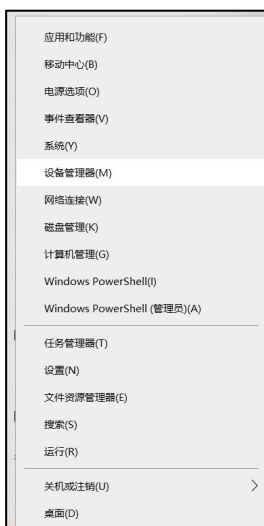 应用和功能(F)
移动中心(B)
电源选项(O)
事件查看器(V)
系统(Y)
设备管理器(M)
网络连接(W)
磁盘管理(K)
计算机管理(G)
Windows PowerShell(I)
Windows PowerShell (管理员)(A)
任务管理器(T)
设置(N)
文件资源管理器(E)
搜索(S)
运行(R)
关机或注销(U)
桌面(D)